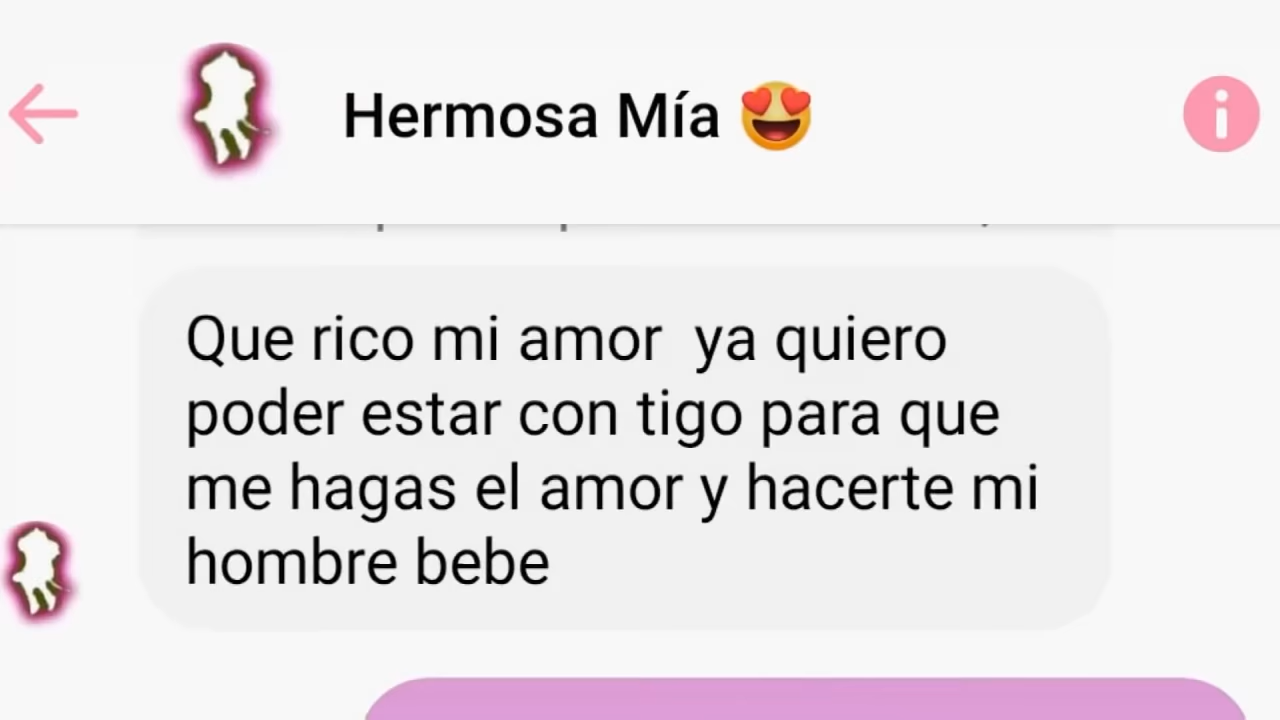 Hermosa Mía 😍
Que rico mi amor  ya quiero
poder estar con tigo para que
me hagas el amor y hacerte mi
hombre bebe